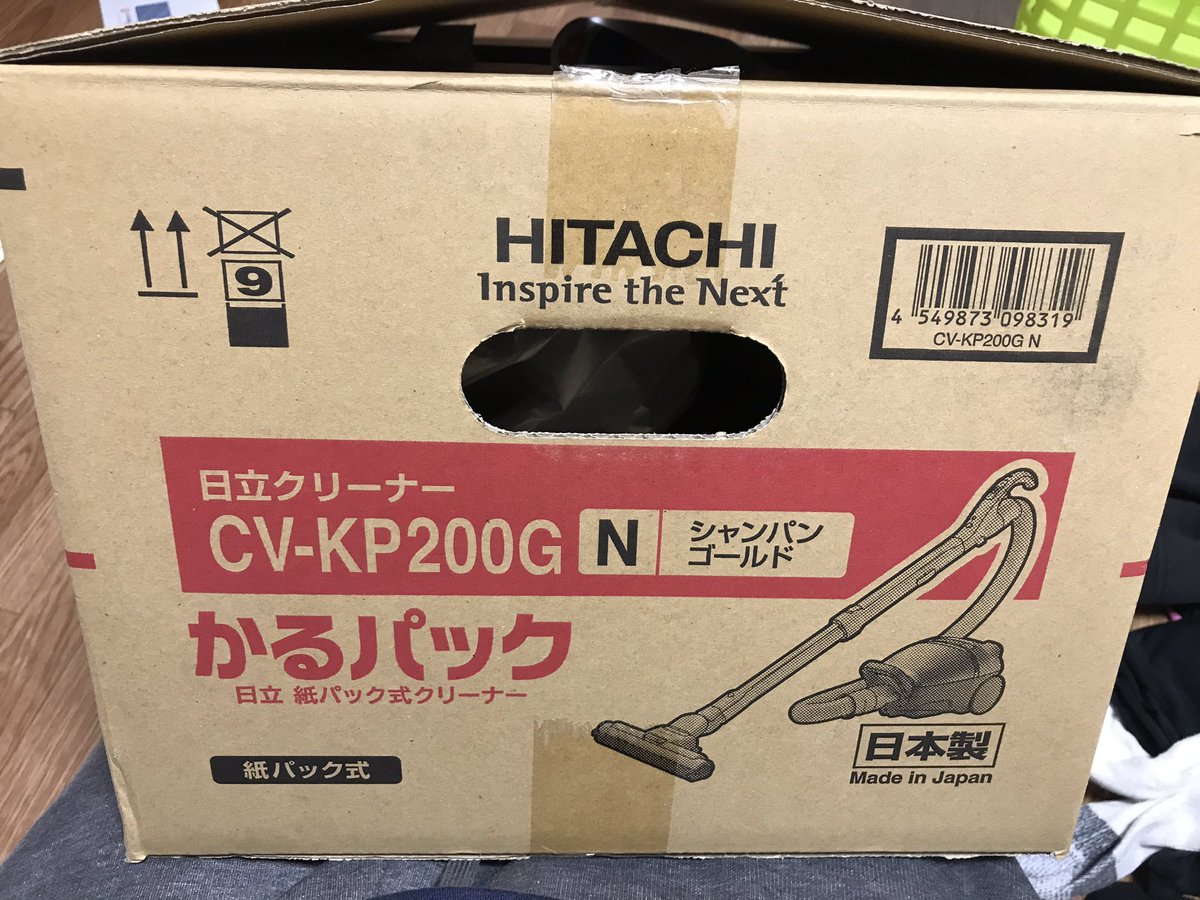 9
HITACHI
Inspire the Next
4 549873 098319
CV-KP200G N
日立クリーナー
CV-KP200G N シャンパン
ゴールド
かるパック
日立 紙パック式クリーナー
紙パック式
日本製
Made in Japan